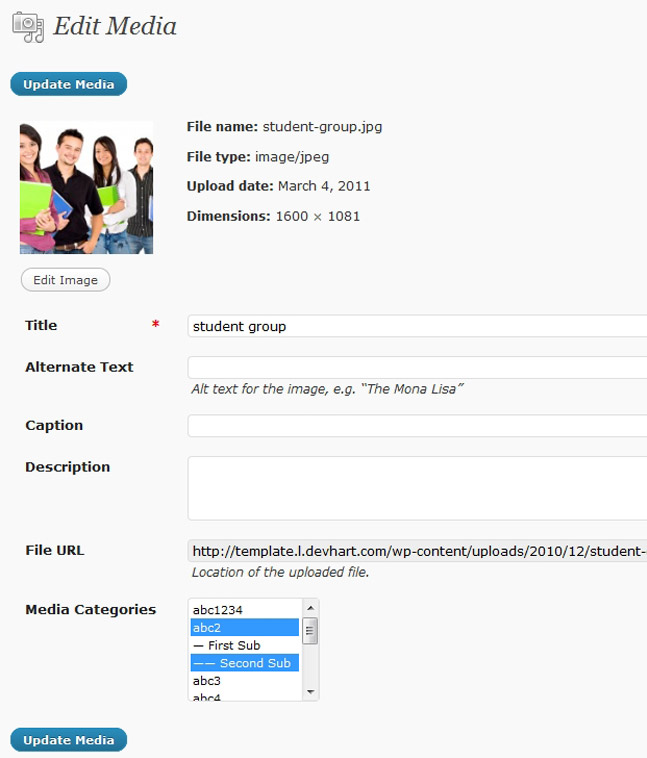 Edit Media
Update Media
File name: student-group.jpg
File type: image/jpeg
Upload date: March 4, 2011
Dimensions: 1600 × 1081
Edit Image
Title * student group
Alternate Text
Alt text for the image, e.g. “The Mona Lisa”
Caption
Description
File URL http://template.l.devhart.com/wp-content/uploads/2010/12/student-
Location of the uploaded file.
Media Categories abc1234
abc2
— First Sub
—— Second Sub
abc3
abc4
Update Media